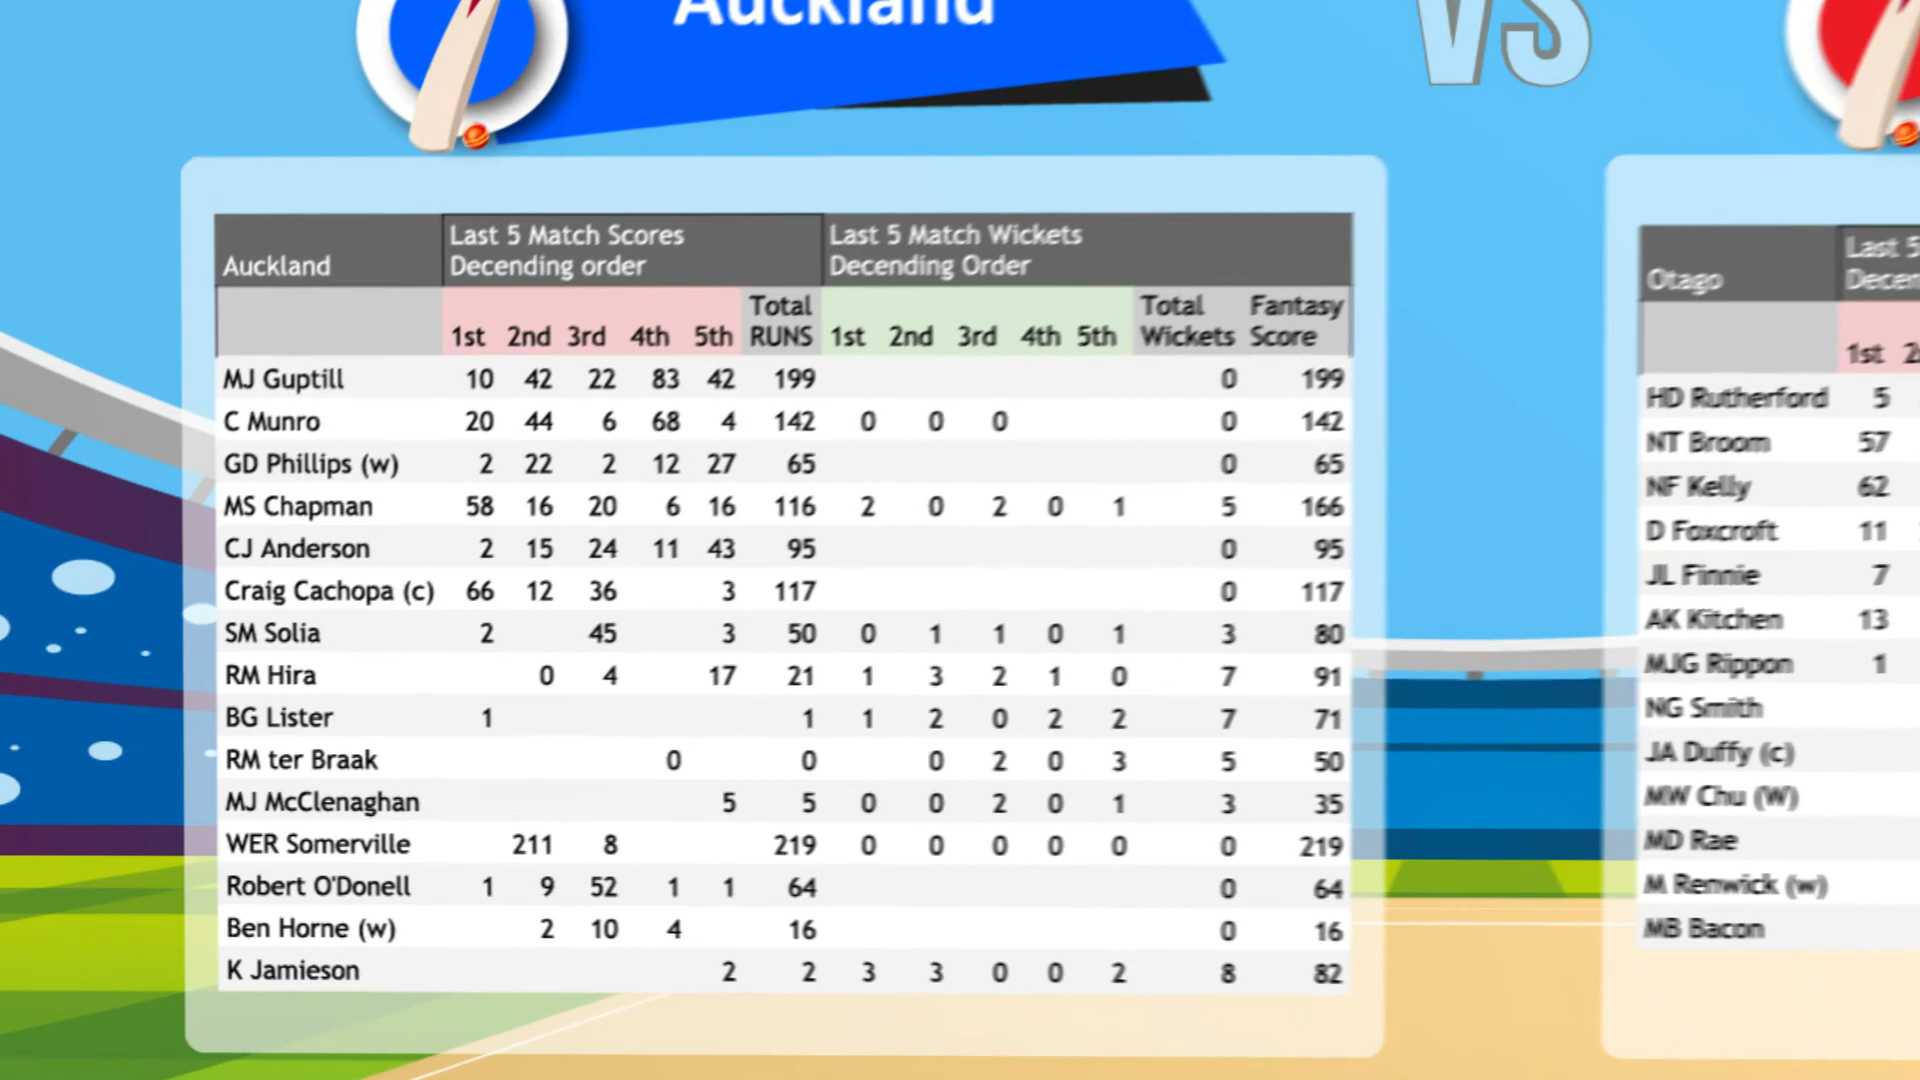 Auckland
VS
Auckland Last 5 Match Scores Decending order Last 5 Match Wickets Decending Order
1st 2nd 3rd 4th 5th Total RUNS 1st 2nd 3rd 4th 5th Total Wickets Fantasy Score
MJ Guptill 10 42 22 83 42 199 0 199
C Munro 20 44 6 68 4 142 0 0 0 0 142
GD Phillips (w) 2 22 2 12 27 65 0 65
MS Chapman 58 16 20 6 16 116 2 0 2 0 1 5 166
CJ Anderson 2 15 24 11 43 95 0 95
Craig Cachopa (c) 66 12 36 3 117 0 117
SM Solia 2 45 3 50 0 1 1 0 1 3 80
RM Hira 0 4 17 21 1 3 2 1 0 7 91
BG Lister 1 1 1 2 0 2 2 7 71
RM ter Braak 0 0 0 2 0 3 5 50
MJ McClenaghan 5 5 0 0 2 0 1 3 35
WER Somerville 211 8 219 0 0 0 0 0 0 219
Robert O'Donell 1 9 52 1 1 64 0 64
Ben Horne (w) 2 10 4 16 0 16
K Jamieson 2 2 3 3 0 0 2 8 82
Otago Last 5
1st
HD Rutherford 5
NT Broom 57
NF Kelly 62
D Foxcroft 11
JL Finnie 7
AK Kitchen 13
MJG Rippon 1
NG Smith
JA Duffy (c)
MW Chu (W)
MD Rae
M Renwick (w)
MB Bacon